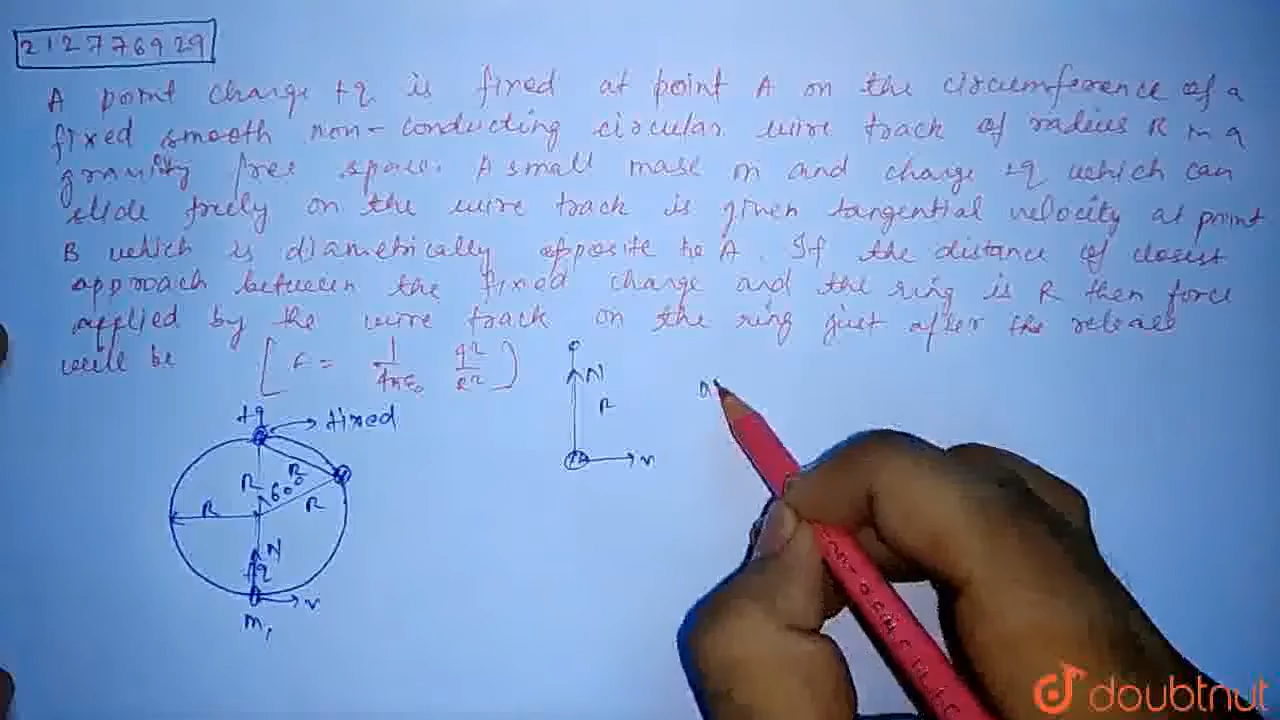 212776929
A point charge +q is fixed at point A on the circumference of a
fixed smooth non-conducting circular wire track of radius R in a
gravity free space. A small mass m and charge +q which can
slide freely on the wire track is given tangential velocity at point
B which is diametrically opposite to A. If the distance of closest
approach between the fixed charge and the ring is R then force
applied by the wire track on the ring just after the release
will be [F = 1/4πε₀ q²/R²]
+q → fixed
R 60° R
R R
N
+q
v
m,
N
R
v
doubtnut